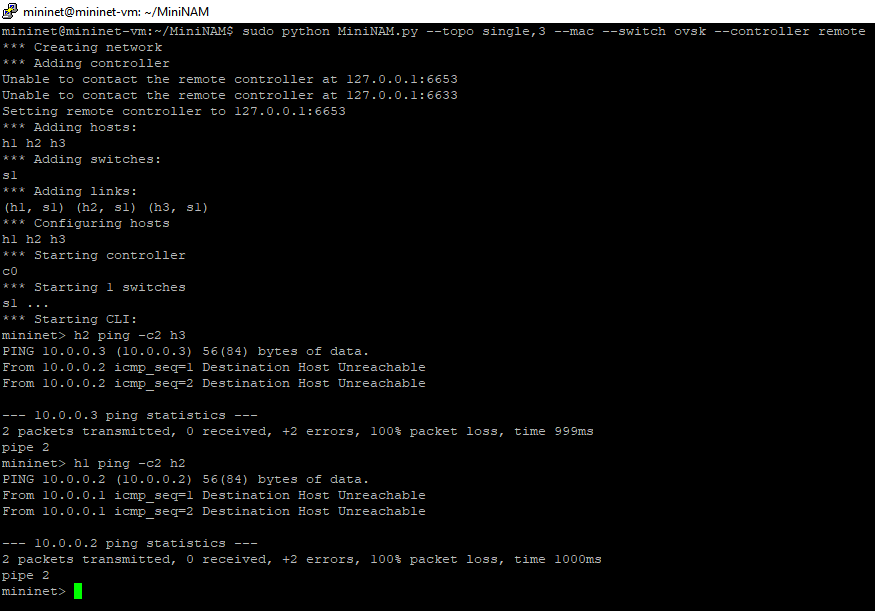 mininet@mininet-vm: ~/MiniNAM
mininet@mininet-vm:~/MiniNAM$ sudo python MiniNAM.py --topo single,3 --mac --switch ovsk --controller remote
*** Creating network
*** Adding controller
Unable to contact the remote controller at 127.0.0.1:6653
Unable to contact the remote controller at 127.0.0.1:6633
Setting remote controller to 127.0.0.1:6653
*** Adding hosts:
h1 h2 h3
*** Adding switches:
s1
*** Adding links:
(h1, s1) (h2, s1) (h3, s1)
*** Configuring hosts
h1 h2 h3
*** Starting controller
c0
*** Starting 1 switches
s1 ...
*** Starting CLI:
mininet> h2 ping -c2 h3
PING 10.0.0.3 (10.0.0.3) 56(84) bytes of data.
From 10.0.0.2 icmp_seq=1 Destination Host Unreachable
From 10.0.0.2 icmp_seq=2 Destination Host Unreachable
--- 10.0.0.3 ping statistics ---
2 packets transmitted, 0 received, +2 errors, 100% packet loss, time 999ms
pipe 2
mininet> h1 ping -c2 h2
PING 10.0.0.2 (10.0.0.2) 56(84) bytes of data.
From 10.0.0.1 icmp_seq=1 Destination Host Unreachable
From 10.0.0.1 icmp_seq=2 Destination Host Unreachable
--- 10.0.0.2 ping statistics ---
2 packets transmitted, 0 received, +2 errors, 100% packet loss, time 1000ms
pipe 2
mininet>